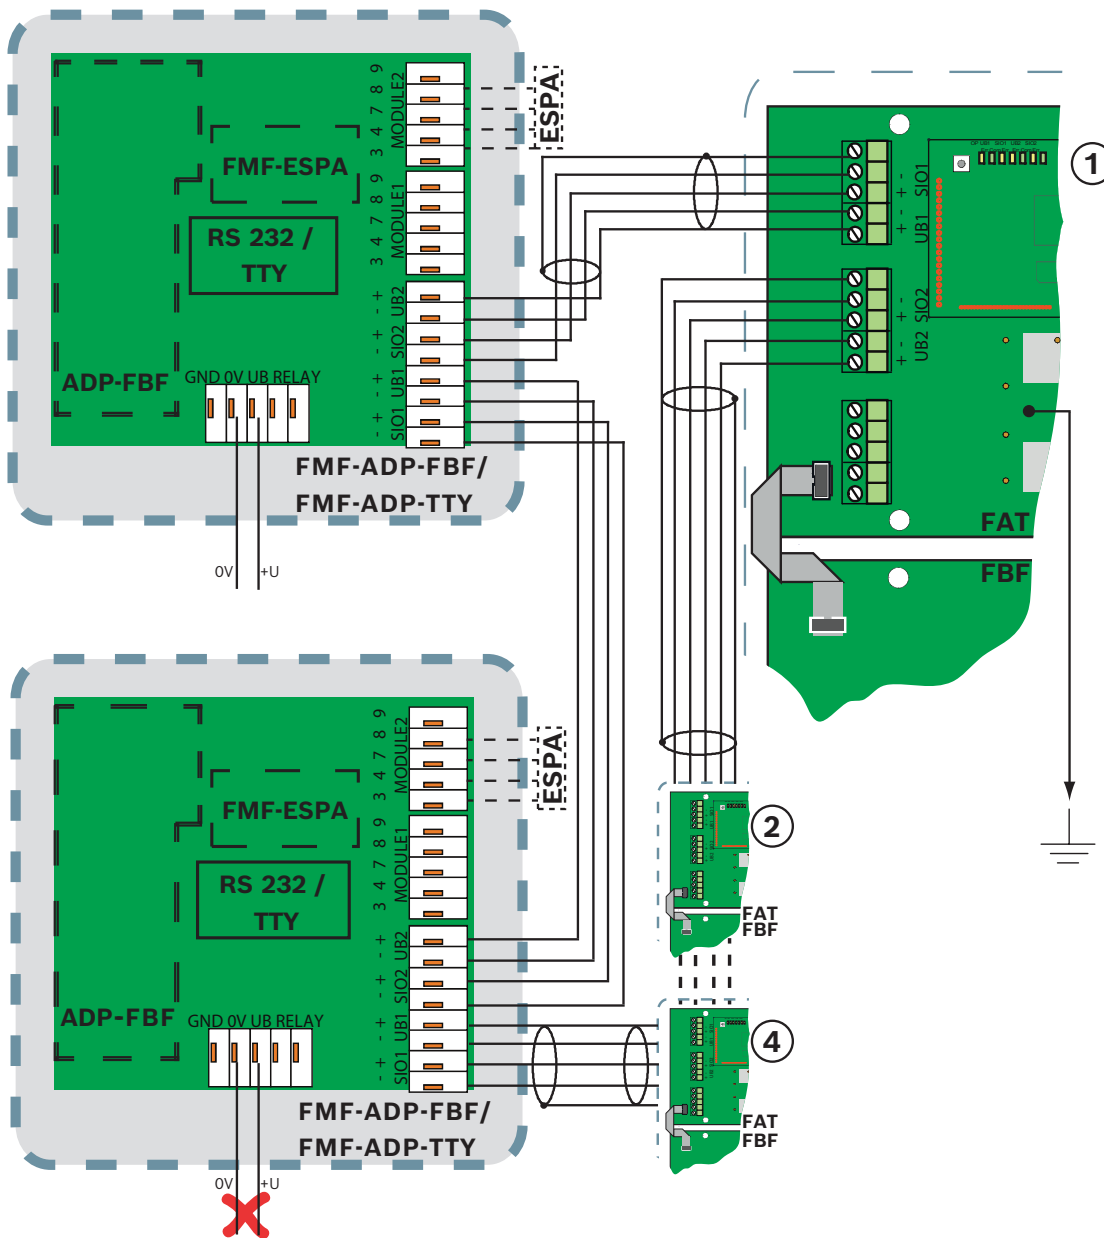 9
8
7
4
3
MODULE2
ESPA
FMF-ESPA
9
8
7
4
3
MODULE1
RS 232 /
TTY
ADP-FBF
GND 0V UB RELAY
- + UB2
- + SIO2
- + UB1
- + SIO1
FMF-ADP-FBF/
FMF-ADP-TTY
0V
+U
1
- + SIO1
- + UB1
- + SIO2
- + UB2
FAT
FBF
9
8
7
4
3
MODULE2
ESPA
FMF-ESPA
9
8
7
4
3
MODULE1
RS 232 /
TTY
ADP-FBF
GND 0V UB RELAY
- + UB2
- + SIO2
- + UB1
- + SIO1
FMF-ADP-FBF/
FMF-ADP-TTY
0V
+U
2
FAT
FBF
4
FAT
FBF